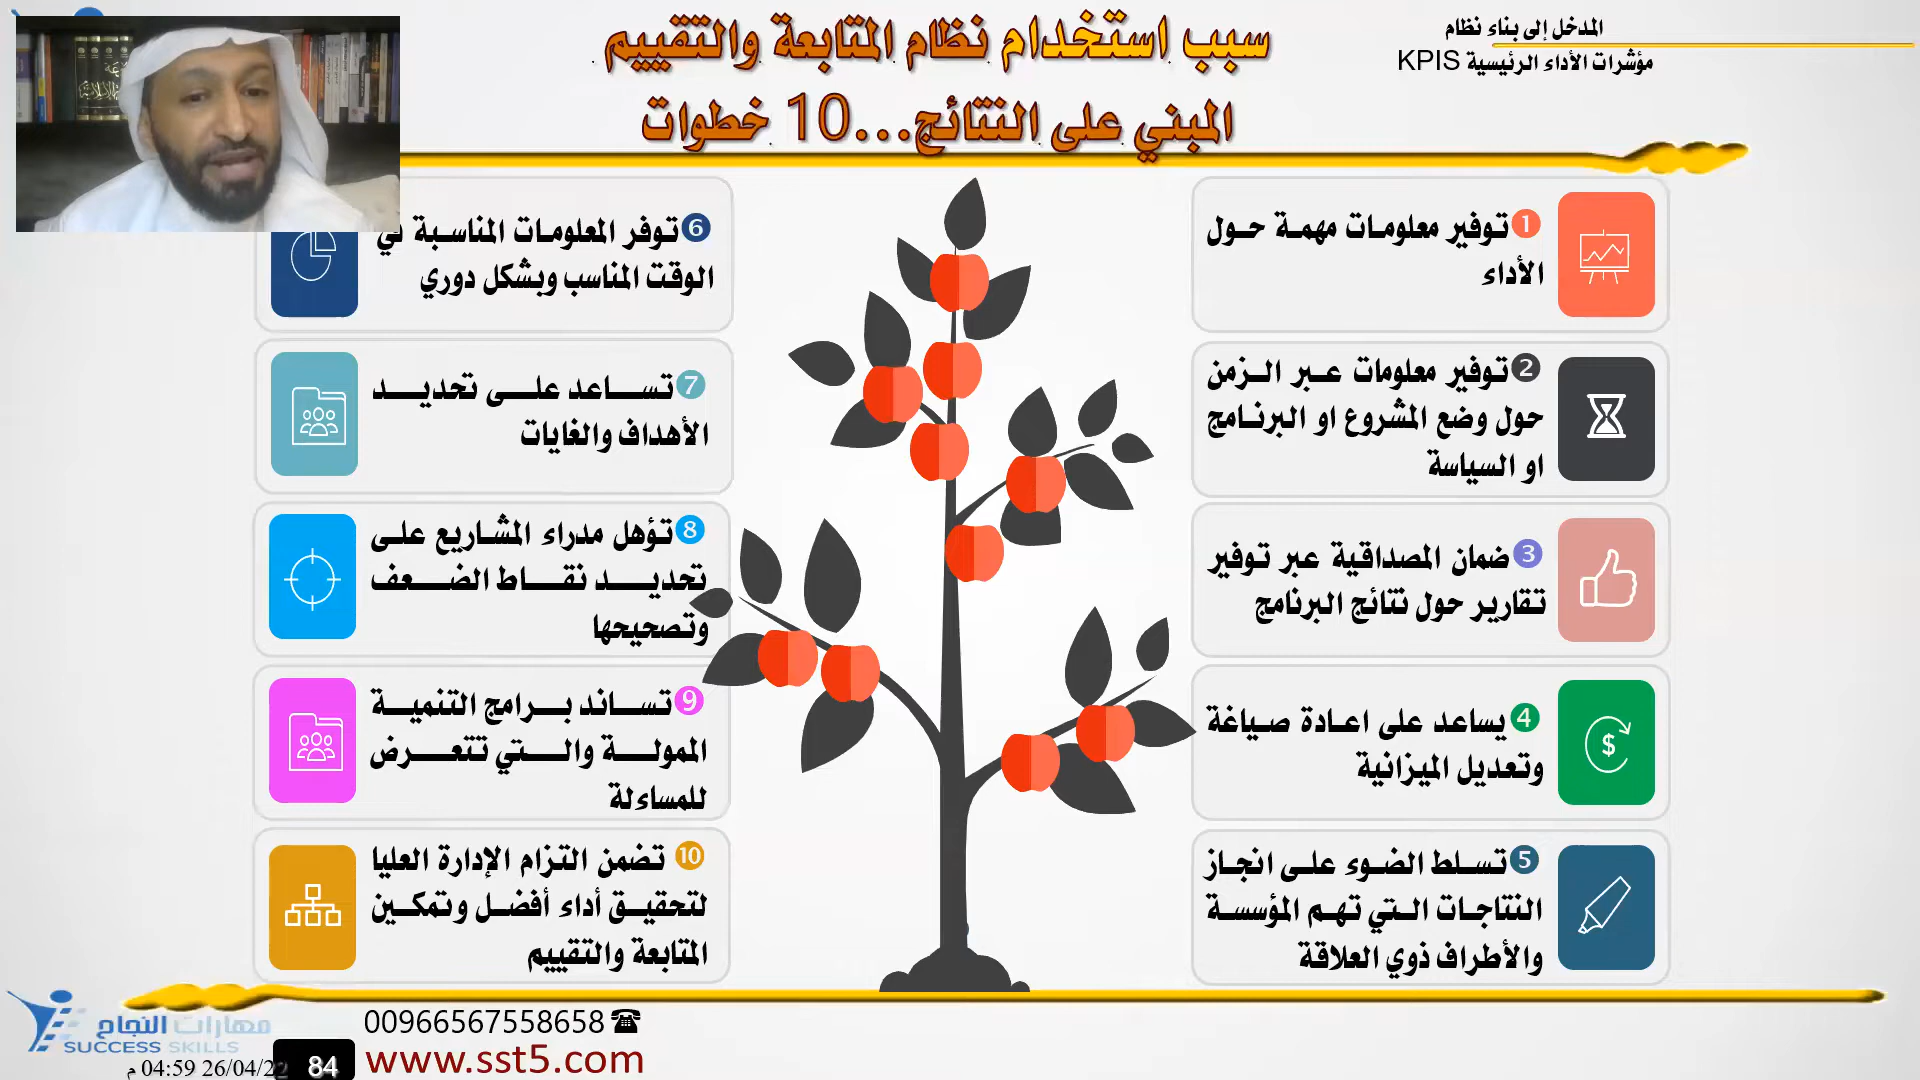 المدخل إلى بناء نظام
مؤشرات الأداء الرئيسية KPIS
سبب استخدام نظام المتابعة والتقييم
المبني على النتائج...10 خطوات
1 توفير معلومات مهمة حول
الأداء
2 توفير معلومات عبر الزمن
حول وضع المشروع او البرنامج
او السياسة
3 ضمان المصداقية عبر توفير
تقارير حول نتائج البرنامج
4 يساعد على اعادة صياغة
وتعديل الميزانية
5 تسلط الضوء على انجاز
النتاجات التي تهم المؤسسة
والأطراف ذوي العلاقة
6 توفر المعلومات المناسبة في
الوقت المناسب وبشكل دوري
7 تساعد على تحديد
الأهداف والغايات
8 تؤهل مدراء المشاريع على
تحديد نقاط الضعف
وتصحيحها
9 تساند برامج التنمية
الممولة والتي تتعرض
للمساءلة
10 تضمن التزام الإدارة العليا
لتحقيق أداء أفضل وتمكين
المتابعة والتقييم
$
مهارات النجاح
SUCCESS SKILLS
00966567558658
www.sst5.com
04:59 26/04/22 م
84